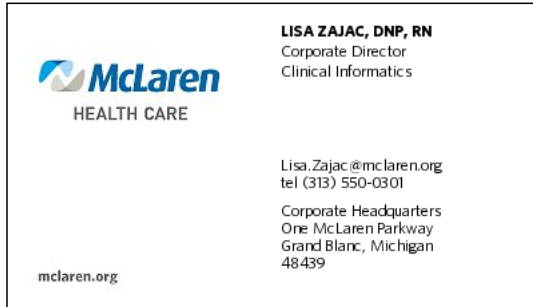 McLaren
HEALTH CARE
mclaren.org
LISA ZAJAC, DNP, RN
Corporate Director
Clinical Informatics
Lisa.Zajac@mclaren.org
tel (313) 550-0301
Corporate Headquarters
One McLaren Parkway
Grand Blanc, Michigan
48439